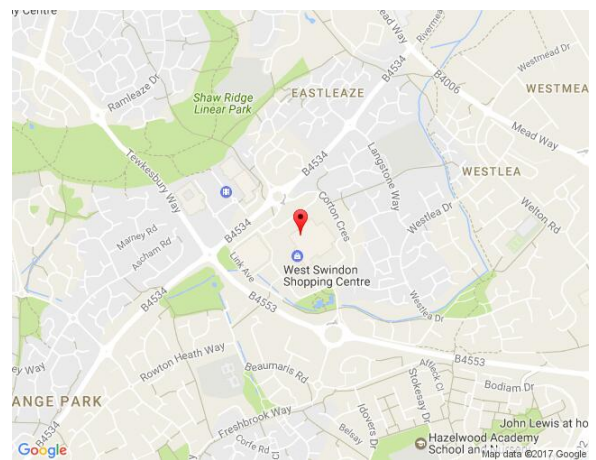 y Centre
Mead Way
Rivermead
Westmead Dr
B4534
Ramleaze Dr
EASTLEAZE
B4006
WESTMEA
Shaw Ridge
Linear Park
Mead Way
B4534
Langstone Way
WESTLEA
Tewkesbury Way
Corton Cres
Welton Rd
Westlea Dr
Marney Rd
B4534
Ascham Rd
Link Ave
West Swindon
Shopping Centre
B4534
B4553
Westlea Dr
Rowton Heath Way
B4553
ey Way
Beaumaris Rd
Affleck Cl
Bodiam Dr
Stokesay Dr
ANGE PARK
Idovers Dr
Freshbrook Way
John Lewis at ho
Belsay
Corfe Rd
Hazelwood Academy
School an
B4534
Google
Map data ©2017 Google